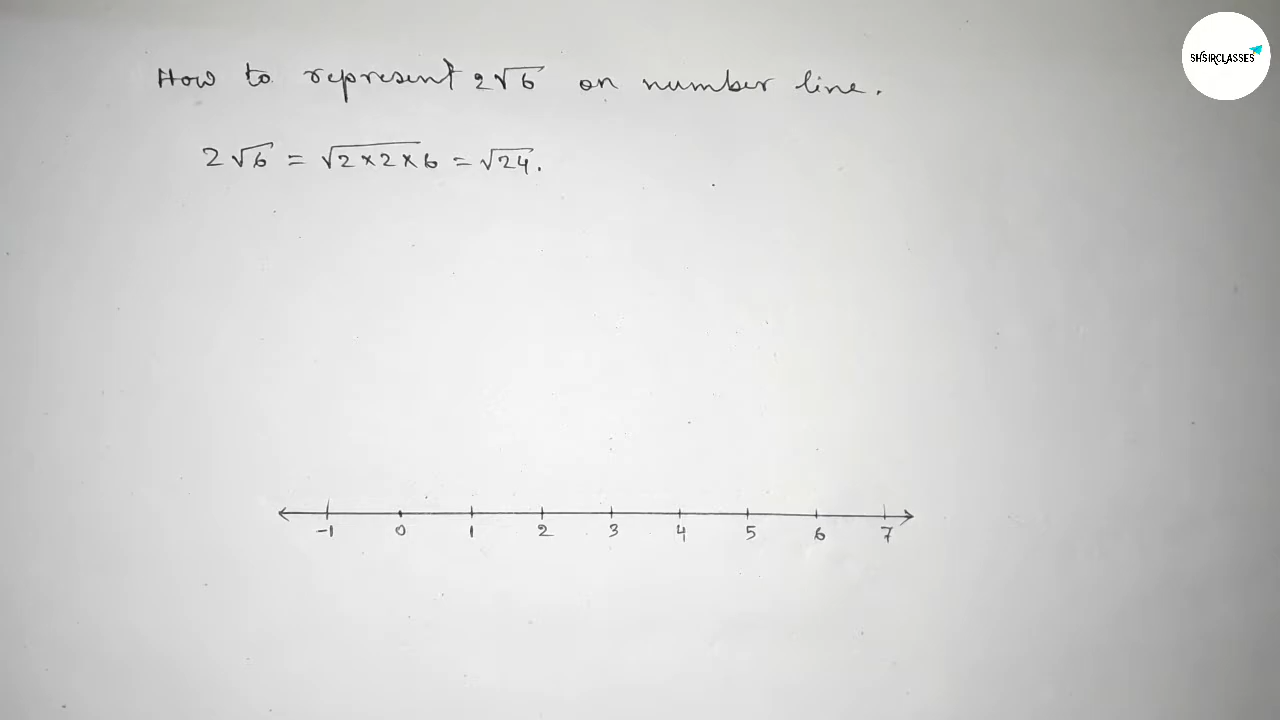 SHSIRCLASSES
How to represent 2√6 on number line.
2√6 = √2×2×6 = √24.
-1 0 1 2 3 4 5 6 7